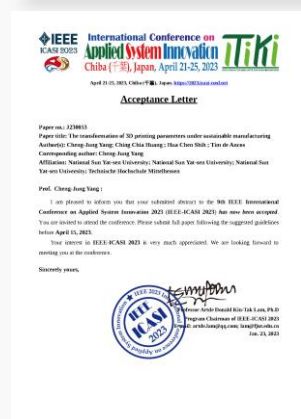 IEEE
ICASI 2023
International Conference on
Applied System Innovation
Chiba (千葉), Japan, April 21-25, 2023
IIKI
April 21-25, 2023, Chiba(千葉), Japan,
Acceptance Letter
Paper no.: J230053
Paper title: The transformation of 3D printing parameters under sustainable manufacturing
Author(s): Cheng-Jung Yang; Ching Chia Huang; Hua Chen Shih; Tim de Ancos
Corresponding author: Cheng-Jung Yang
Affiliation: National Sun Yat-sen University; National Sun Yat-sen University; National Sun
Yat-sen University; Technische Hochschule Mittelhessen
Prof. Cheng-Jung Yang :
I am pleased to inform you that your submitted abstract to the 9th IEEE International
Conference on Applied System Innovation 2023 (IEEE-ICASI 2023) has now been accepted.
You are invited to attend the conference. Please submit full paper following the suggested guidelines
before April 15, 2023.
Your interest in IEEE-ICASI 2023 is very much appreciated. We are looking forward to
meeting you at the conference.
Sincerely yours,
Professor Artde Donald Kin-Tak Lam, Ph.D
Program Chairman of IEEE-ICASI 2023
Jan. 23, 2023
IEEE
ICASI
2023